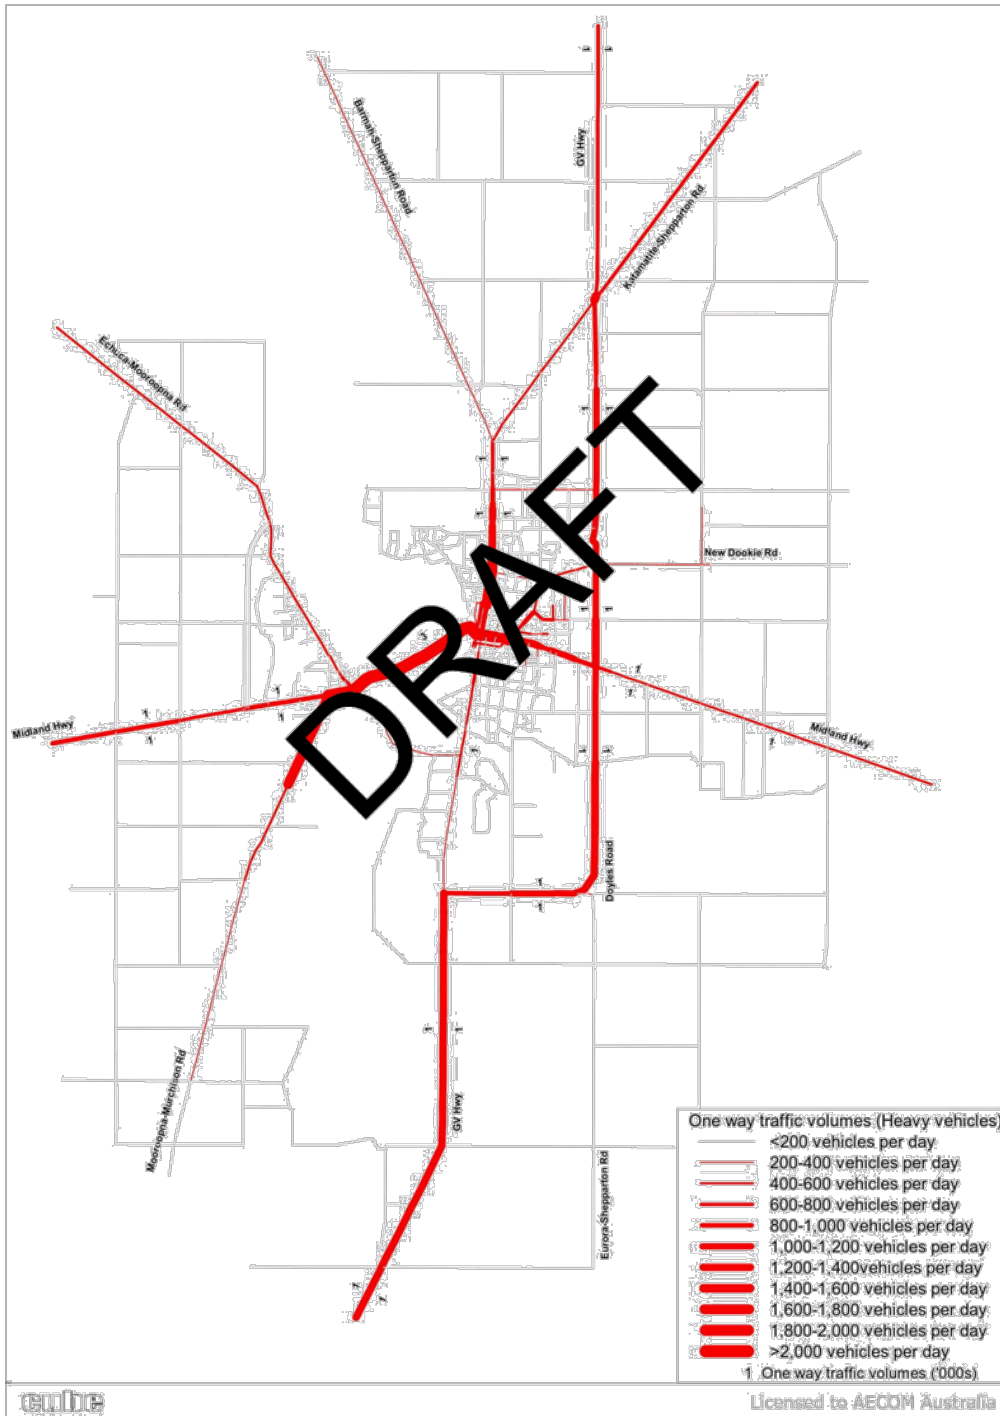 Barmah-Shepparton Road
GV Hwy
Katamatite-Shepparton Rd
Echuca-Mooroopna Rd
New Dookie Rd
Midland Hwy
Midland Hwy
Doyles Road
Mooroopna-Murchison Rd
GV Hwy
Eurora-Shepparton Rd
DRAFT
One way traffic volumes (Heavy vehicles)
<200 vehicles per day
200-400 vehicles per day
400-600 vehicles per day
600-800 vehicles per day
800-1,000 vehicles per day
1,000-1,200 vehicles per day
1,200-1,400vehicles per day
1,400-1,600 vehicles per day
1,600-1,800 vehicles per day
1,800-2,000 vehicles per day
>2,000 vehicles per day
1 One way traffic volumes ('000s)
cube
Licensed to AECOM Australia